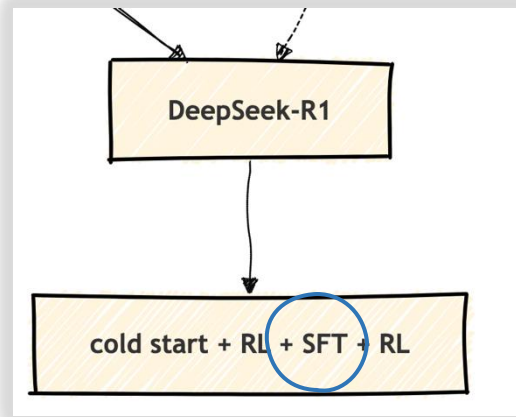 DeepSeek-R1
cold start + RL + SFT + RL